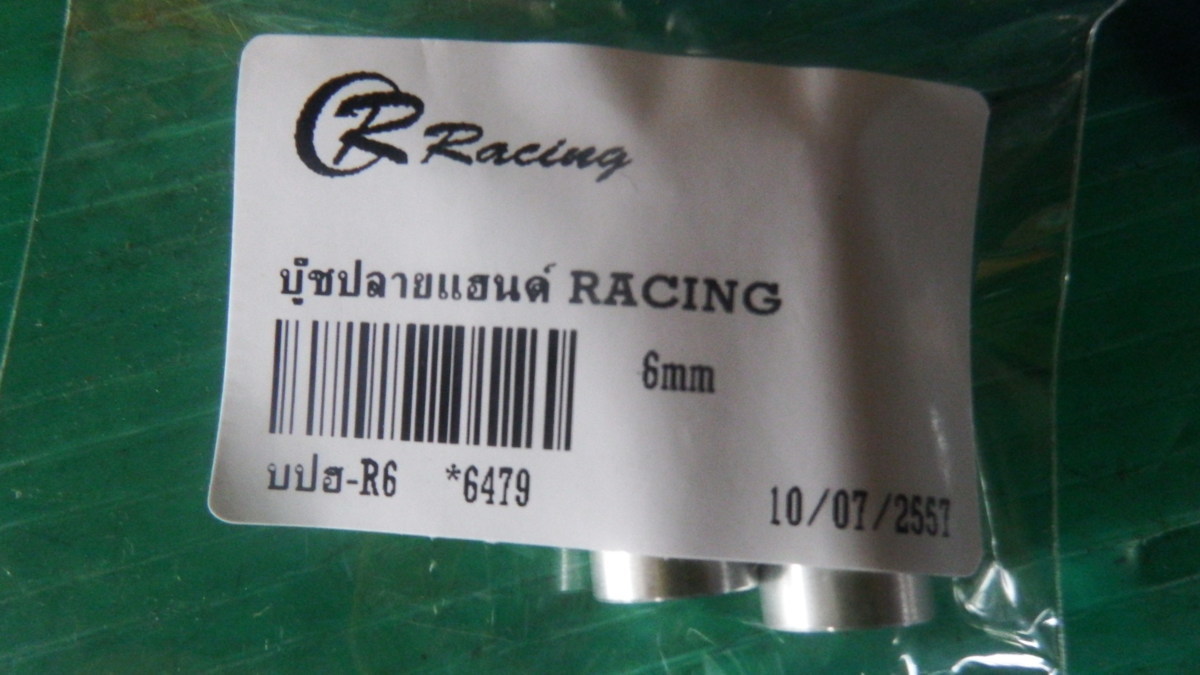 R Racing
บู๊ชปลายแฮนด์ RACING
6mm
บปฮ-R6 *6479
10/07/2557